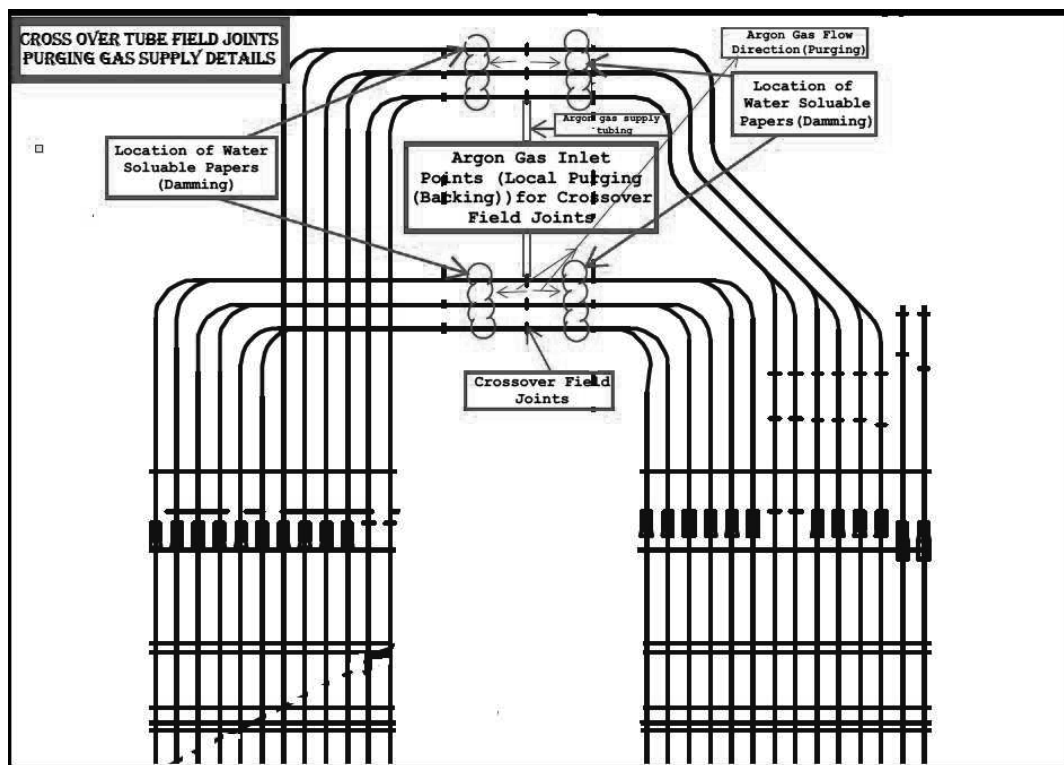 CROSS OVER TUBE FIELD JOINTS
PURGING GAS SUPPLY DETAILS
Argon Gas Flow
Direction(Purging)
Location of
Water Soluable
Papers(Damming)
Argon gas supply
tubing
Location of Water
Soluable Papers
(Damming)
Argon Gas Inlet
Points (Local Purging
(Backing))for Crossover
Field Joints
Crossover Field
Joints